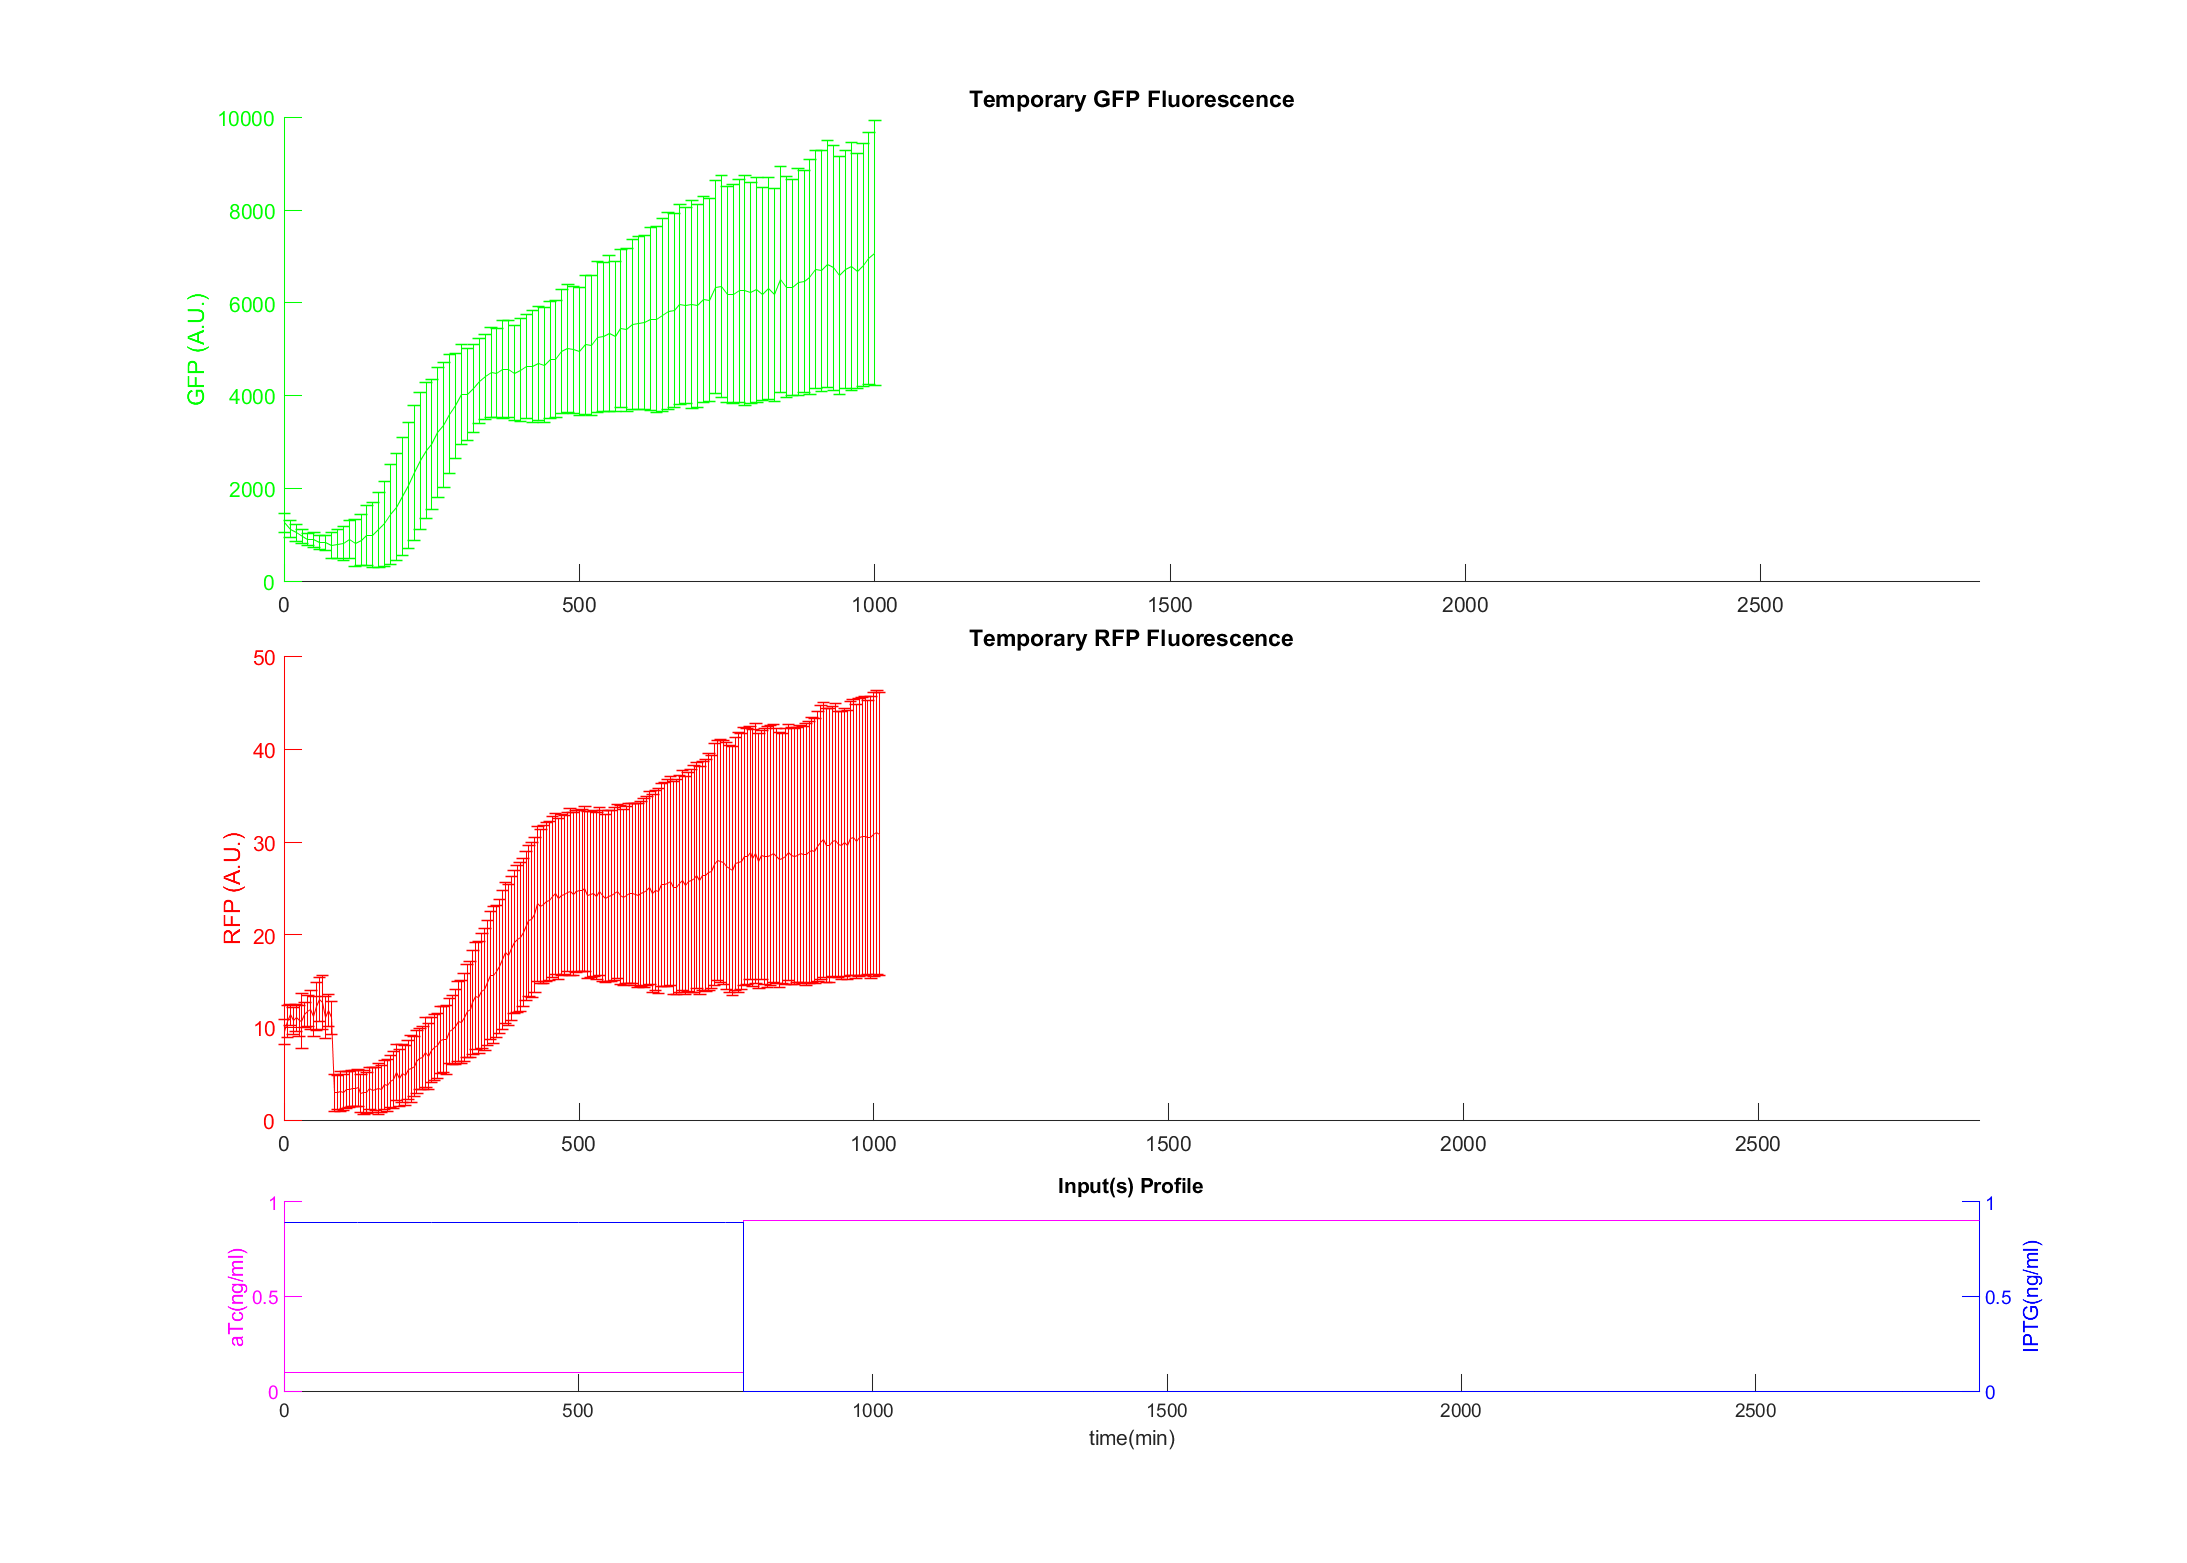 Temporary GFP Fluorescence
10000
8000
6000
4000
2000
0
GFP (A.U.)
0 500 1000 1500 2000 2500
Temporary RFP Fluorescence
50
40
30
20
10
0
RFP (A.U.)
0 500 1000 1500 2000 2500
Input(s) Profile
1
0.5
0
aTc(ng/ml)
1
0.5
0
IPTG(ng/ml)
0 500 1000 1500 2000 2500
time(min)